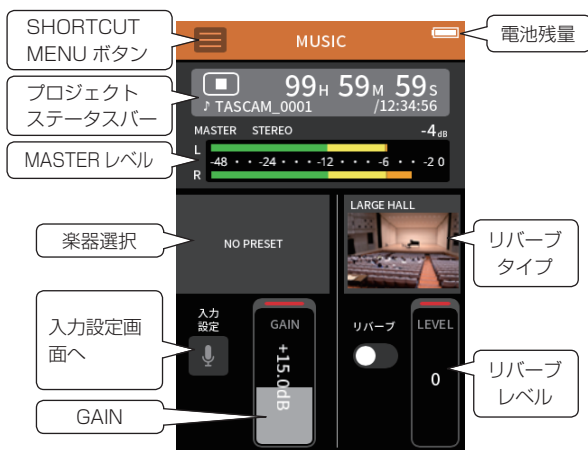 SHORTCUT
MENU ボタン
MUSIC
電池残量
プロジェクト
ステータスバー
99H 59M 59S
♪ TASCAM_0001
/12:34:56
MASTER STEREO
-4dB
MASTER レベル
L
-48 ・ ・ -24 ・ ・ ・ -12 ・ ・ ・ -6 ・ ・ -2 0
R
楽器選択
NO PRESET
LARGE HALL
リバーブ
タイプ
入力設定画
面へ
入力
設定
GAIN
+15.0dB
リバーブ
LEVEL
0
リバーブ
レベル
GAIN